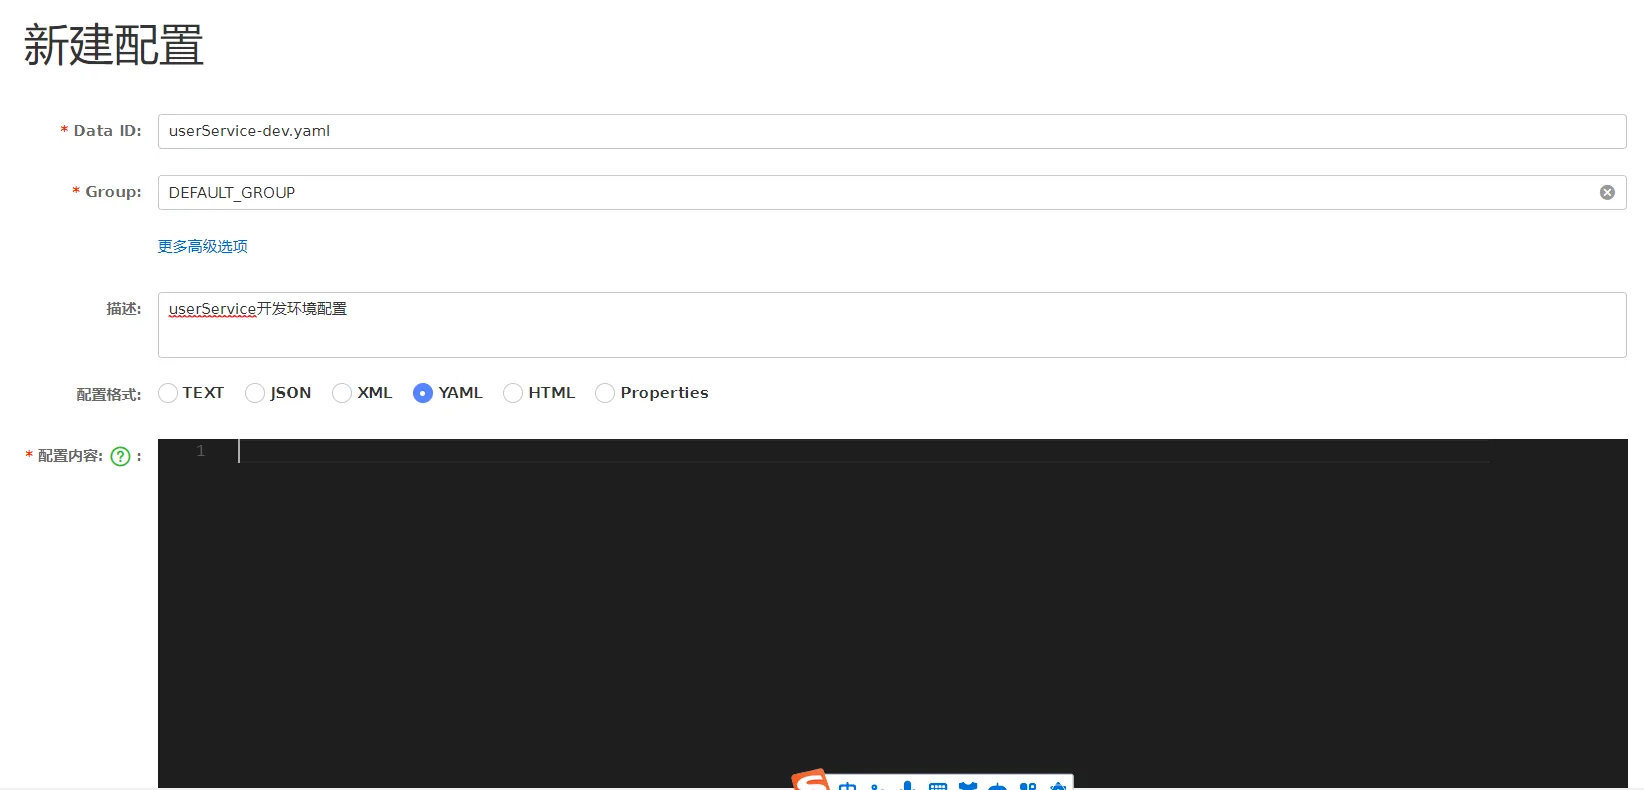 新建配置
* Data ID: userService-dev.yaml
* Group: DEFAULT_GROUP
更多高级选项
描述: userService开发环境配置
配置格式: TEXT JSON XML YAML HTML Properties
* 配置内容: ? :
1